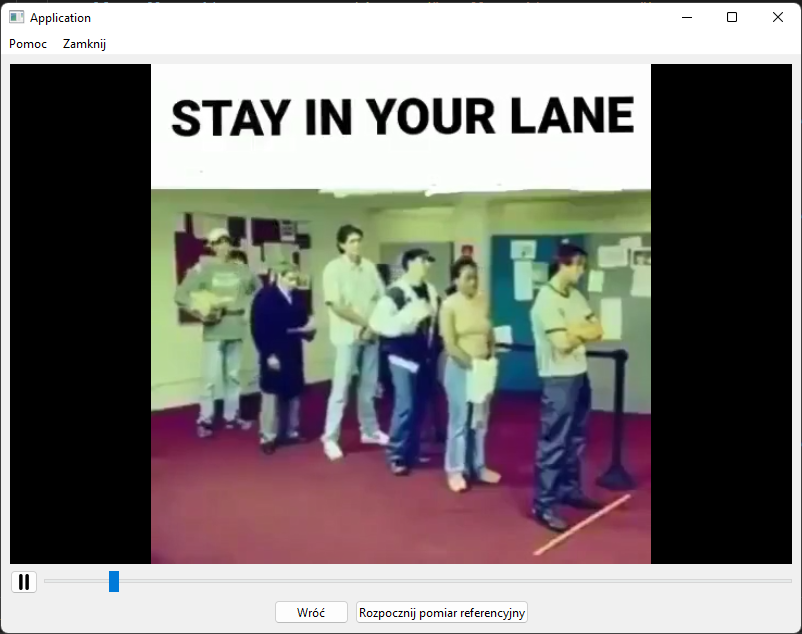 Application
Pomoc Zamknij
STAY IN YOUR LANE
Wróć Rozpocznij pomiar referencyjny